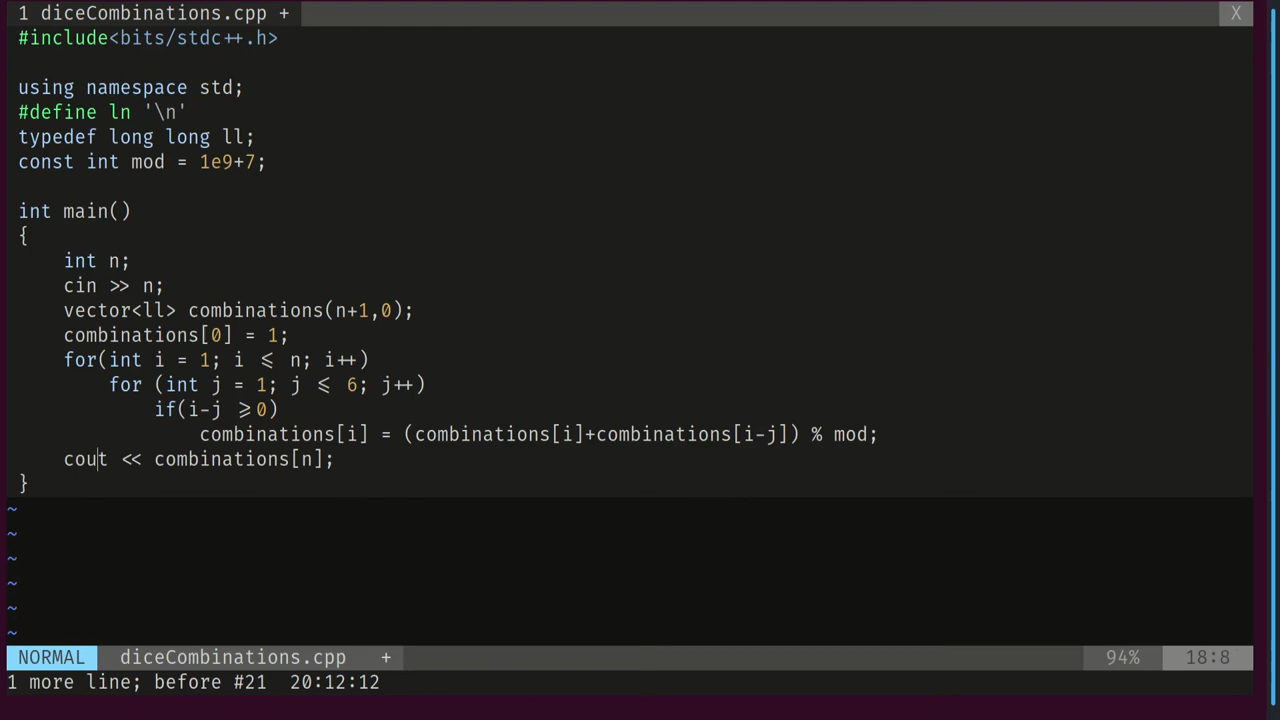 1 diceCombinations.cpp + X
#include<bits/stdc++.h>
using namespace std;
#define ln '\n'
typedef long long ll;
const int mod = 1e9+7;
int main()
{
    int n;
    cin >> n;
    vector<ll> combinations(n+1,0);
    combinations[0] = 1;
    for(int i = 1; i <= n; i++)
        for (int j = 1; j <= 6; j++)
            if(i-j >=0)
                combinations[i] = (combinations[i]+combinations[i-j]) % mod;
    cout << combinations[n];
}
~
~
~
~
~
~
NORMAL diceCombinations.cpp + 94% 18:8
1 more line; before #21 20:12:12